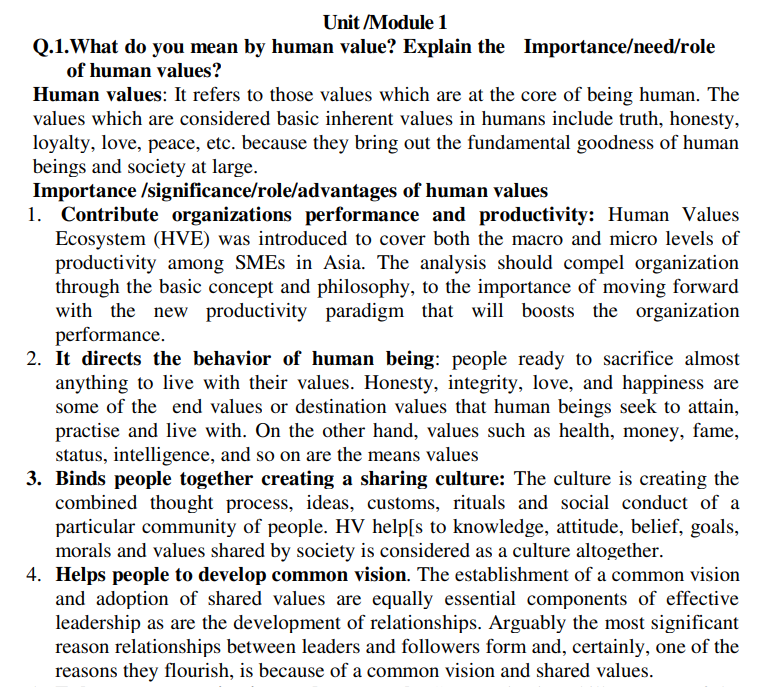 Unit /Module 1
Q.1.What do you mean by human value? Explain the Importance/need/role
of human values?
Human values: It refers to those values which are at the core of being human. The
values which are considered basic inherent values in humans include truth, honesty,
loyalty, love, peace, etc. because they bring out the fundamental goodness of human
beings and society at large.
Importance /significance/role/advantages of human values
1. Contribute organizations performance and productivity: Human Values
Ecosystem (HVE) was introduced to cover both the macro and micro levels of
productivity among SMEs in Asia. The analysis should compel organization
through the basic concept and philosophy, to the importance of moving forward
with the new productivity paradigm that will boosts the organization
performance.
2. It directs the behavior of human being: people ready to sacrifice almost
anything to live with their values. Honesty, integrity, love, and happiness are
some of the end values or destination values that human beings seek to attain,
practise and live with. On the other hand, values such as health, money, fame,
status, intelligence, and so on are the means values
3. Binds people together creating a sharing culture: The culture is creating the
combined thought process, ideas, customs, rituals and social conduct of a
particular community of people. HV help[s to knowledge, attitude, belief, goals,
morals and values shared by society is considered as a culture altogether.
4. Helps people to develop common vision. The establishment of a common vision
and adoption of shared values are equally essential components of effective
leadership as are the development of relationships. Arguably the most significant
reason relationships between leaders and followers form and, certainly, one of the
reasons they flourish, is because of a common vision and shared values.